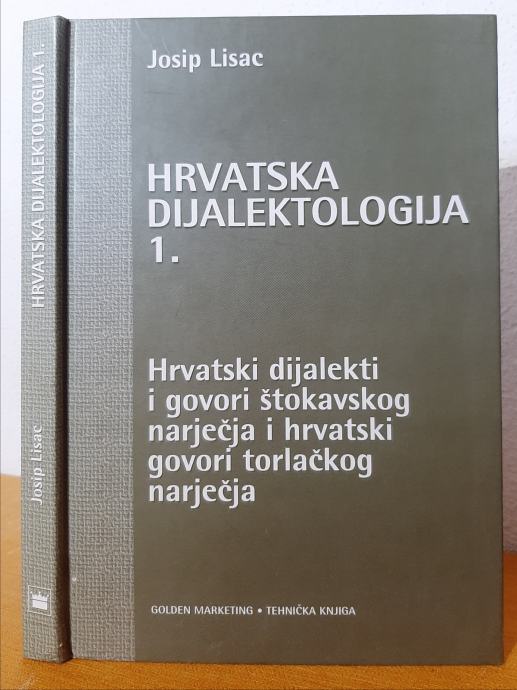 HRVATSKA DIJALEKTOLOGIJA 1.
Josip Lisac
Josip Lisac
HRVATSKA
DIJALEKTOLOGIJA
1.
Hrvatski dijalekti
i govori štokavskog
narječja i hrvatski
govori torlačkog
narječja
GOLDEN MARKETING • TEHNIČKA KNJIGA